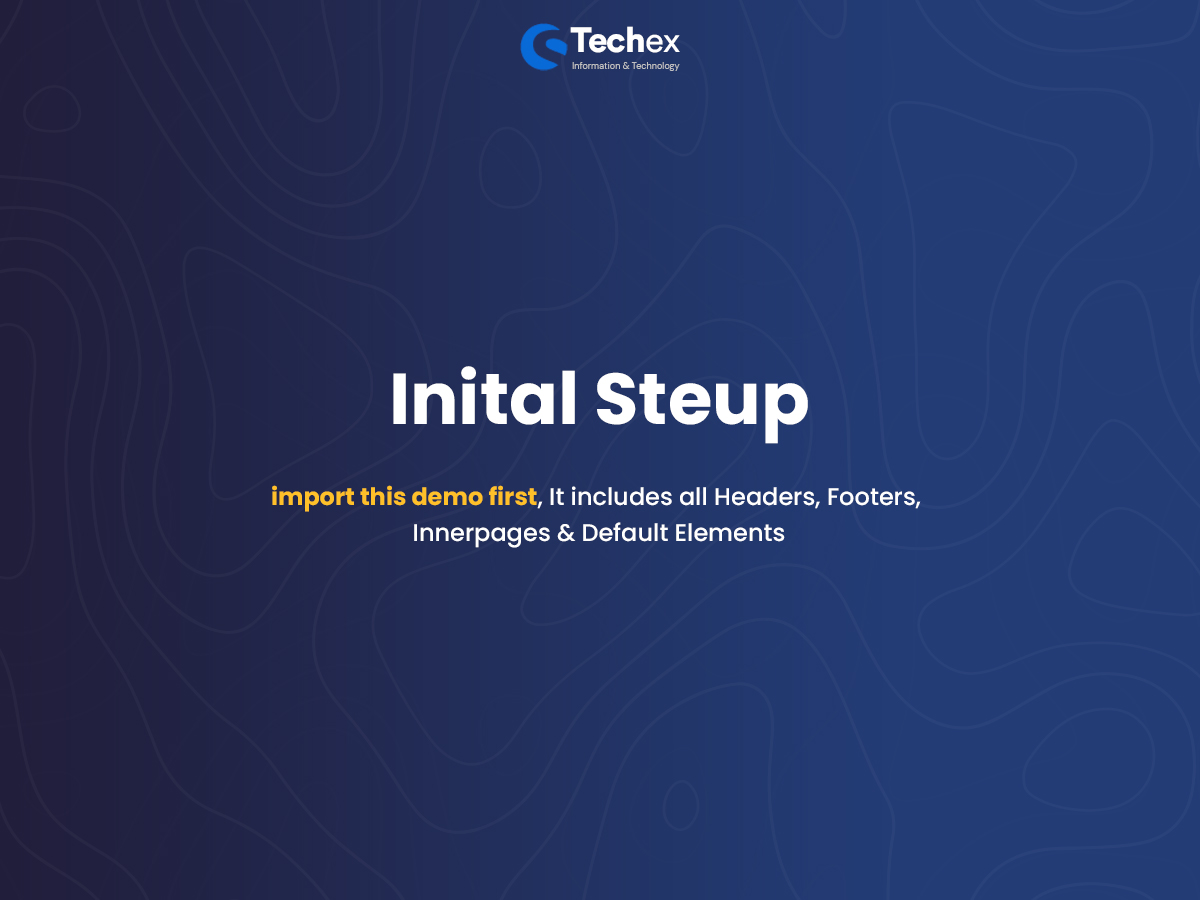 Techex
Information & Technology
Inital Steup
import this demo first, It includes all Headers, Footers,
Innerpages & Default Elements